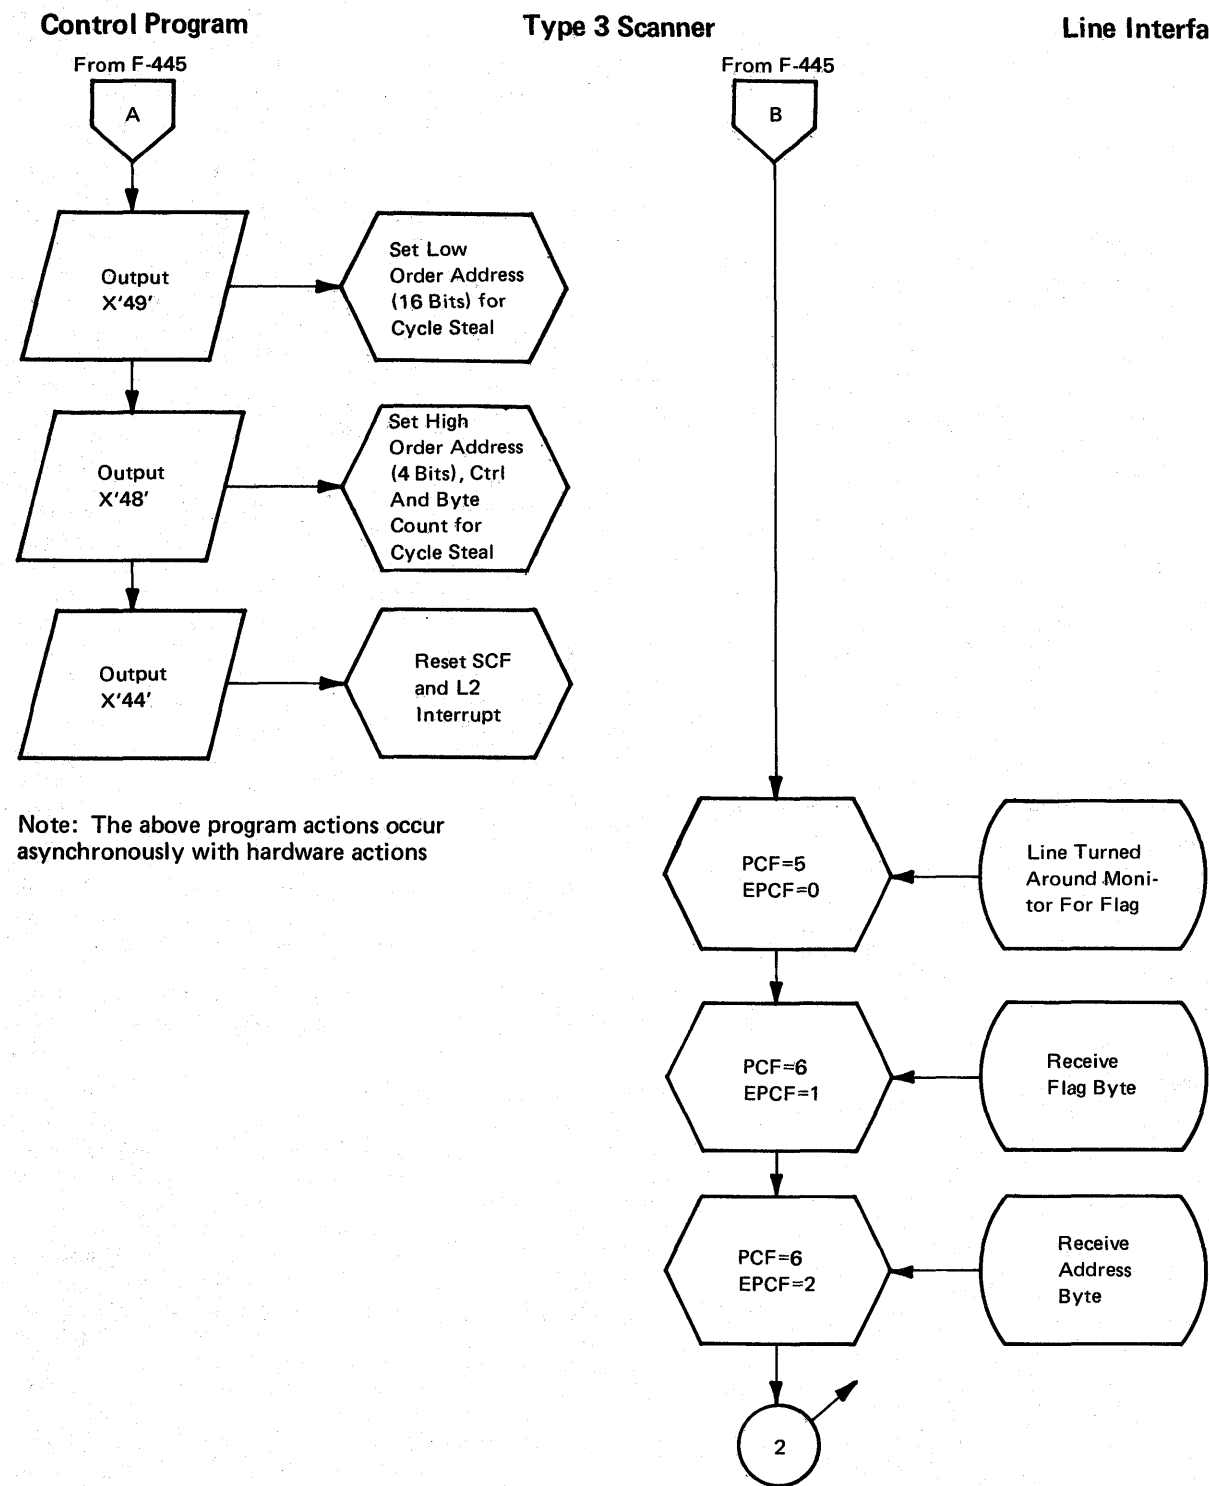 Control Program
Type 3 Scanner
Line Interfa
From F-445
A
From F-445
B
Output
X'49'
Set Low
Order Address
(16 Bits) for
Cycle Steal
Output
X'48'
Set High
Order Address
(4 Bits), Ctrl
And Byte
Count for
Cycle Steal
Output
X'44'
Reset SCF
and L2
Interrupt
Note: The above program actions occur
asynchronously with hardware actions
PCF=5
EPCF=0
Line Turned
Around Moni-
tor For Flag
PCF=6
EPCF=1
Receive
Flag Byte
PCF=6
EPCF=2
Receive
Address
Byte
2